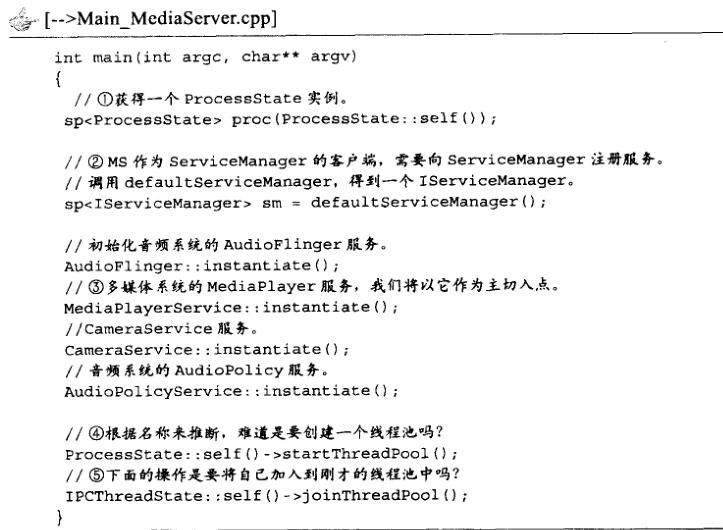 [-->Main_MediaServer.cpp]
int main(int argc, char** argv)
{
// ①获得一个 ProcessState 实例。
sp<ProcessState> proc(ProcessState::self());
// ② MS 作为 ServiceManager 的客户端，需要向 ServiceManager 注册服务。
// 调用 defaultServiceManager，得到一个 IServiceManager。
sp<IServiceManager> sm = defaultServiceManager();
// 初始化音频系统的 AudioFlinger 服务。
AudioFlinger::instantiate();
// ③多媒体系统的 MediaPlayer 服务，我们将以它作为主切入点。
MediaPlayerService::instantiate();
//CameraService 服务。
CameraService::instantiate();
// 音频系统的 AudioPolicy 服务。
AudioPolicyService::instantiate();
// ④根据名称来推断，难道是要创建一个线程池吗？
ProcessState::self()->startThreadPool();
// ⑤下面的操作是要将自己加入到刚才的线程池中吗？
IPCThreadState::self()->joinThreadPool();
}